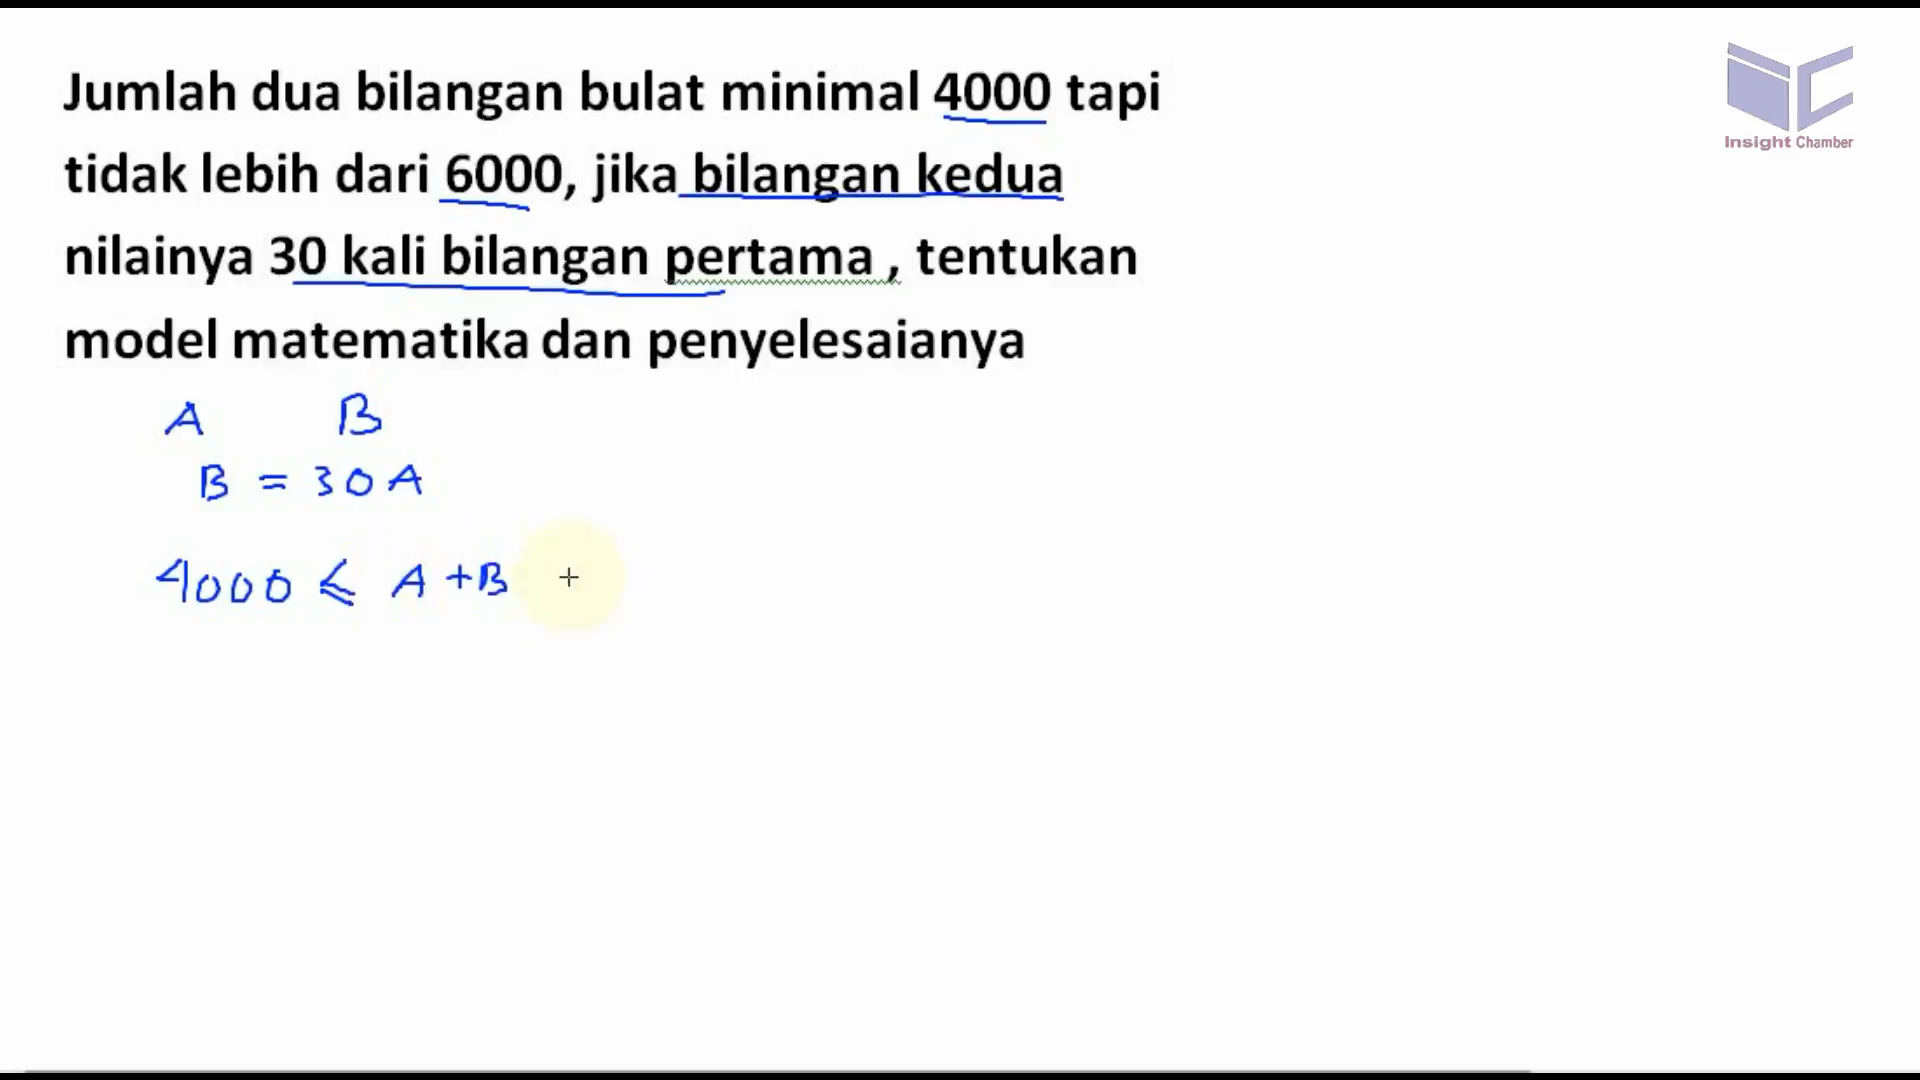 Jumlah dua bilangan bulat minimal 4000 tapi
tidak lebih dari 6000, jika bilangan kedua
nilainya 30 kali bilangan pertama , tentukan
model matematika dan penyelesaianya
A B
B = 30A
4000 ≤ A + B
Insight Chamber